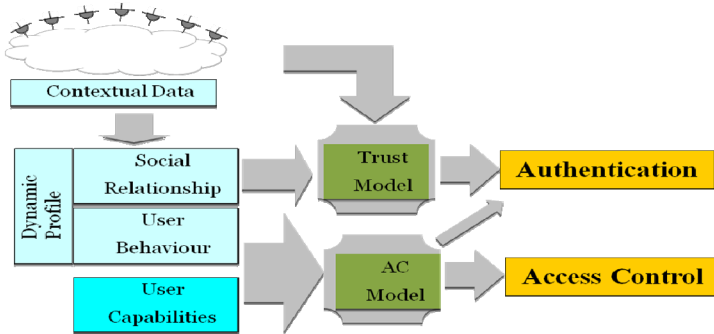 Contextual Data
Dynamic
Profile
Social
Relationship
User
Behaviour
User
Capabilities
Trust
Model
AC
Model
Authentication
Access Control